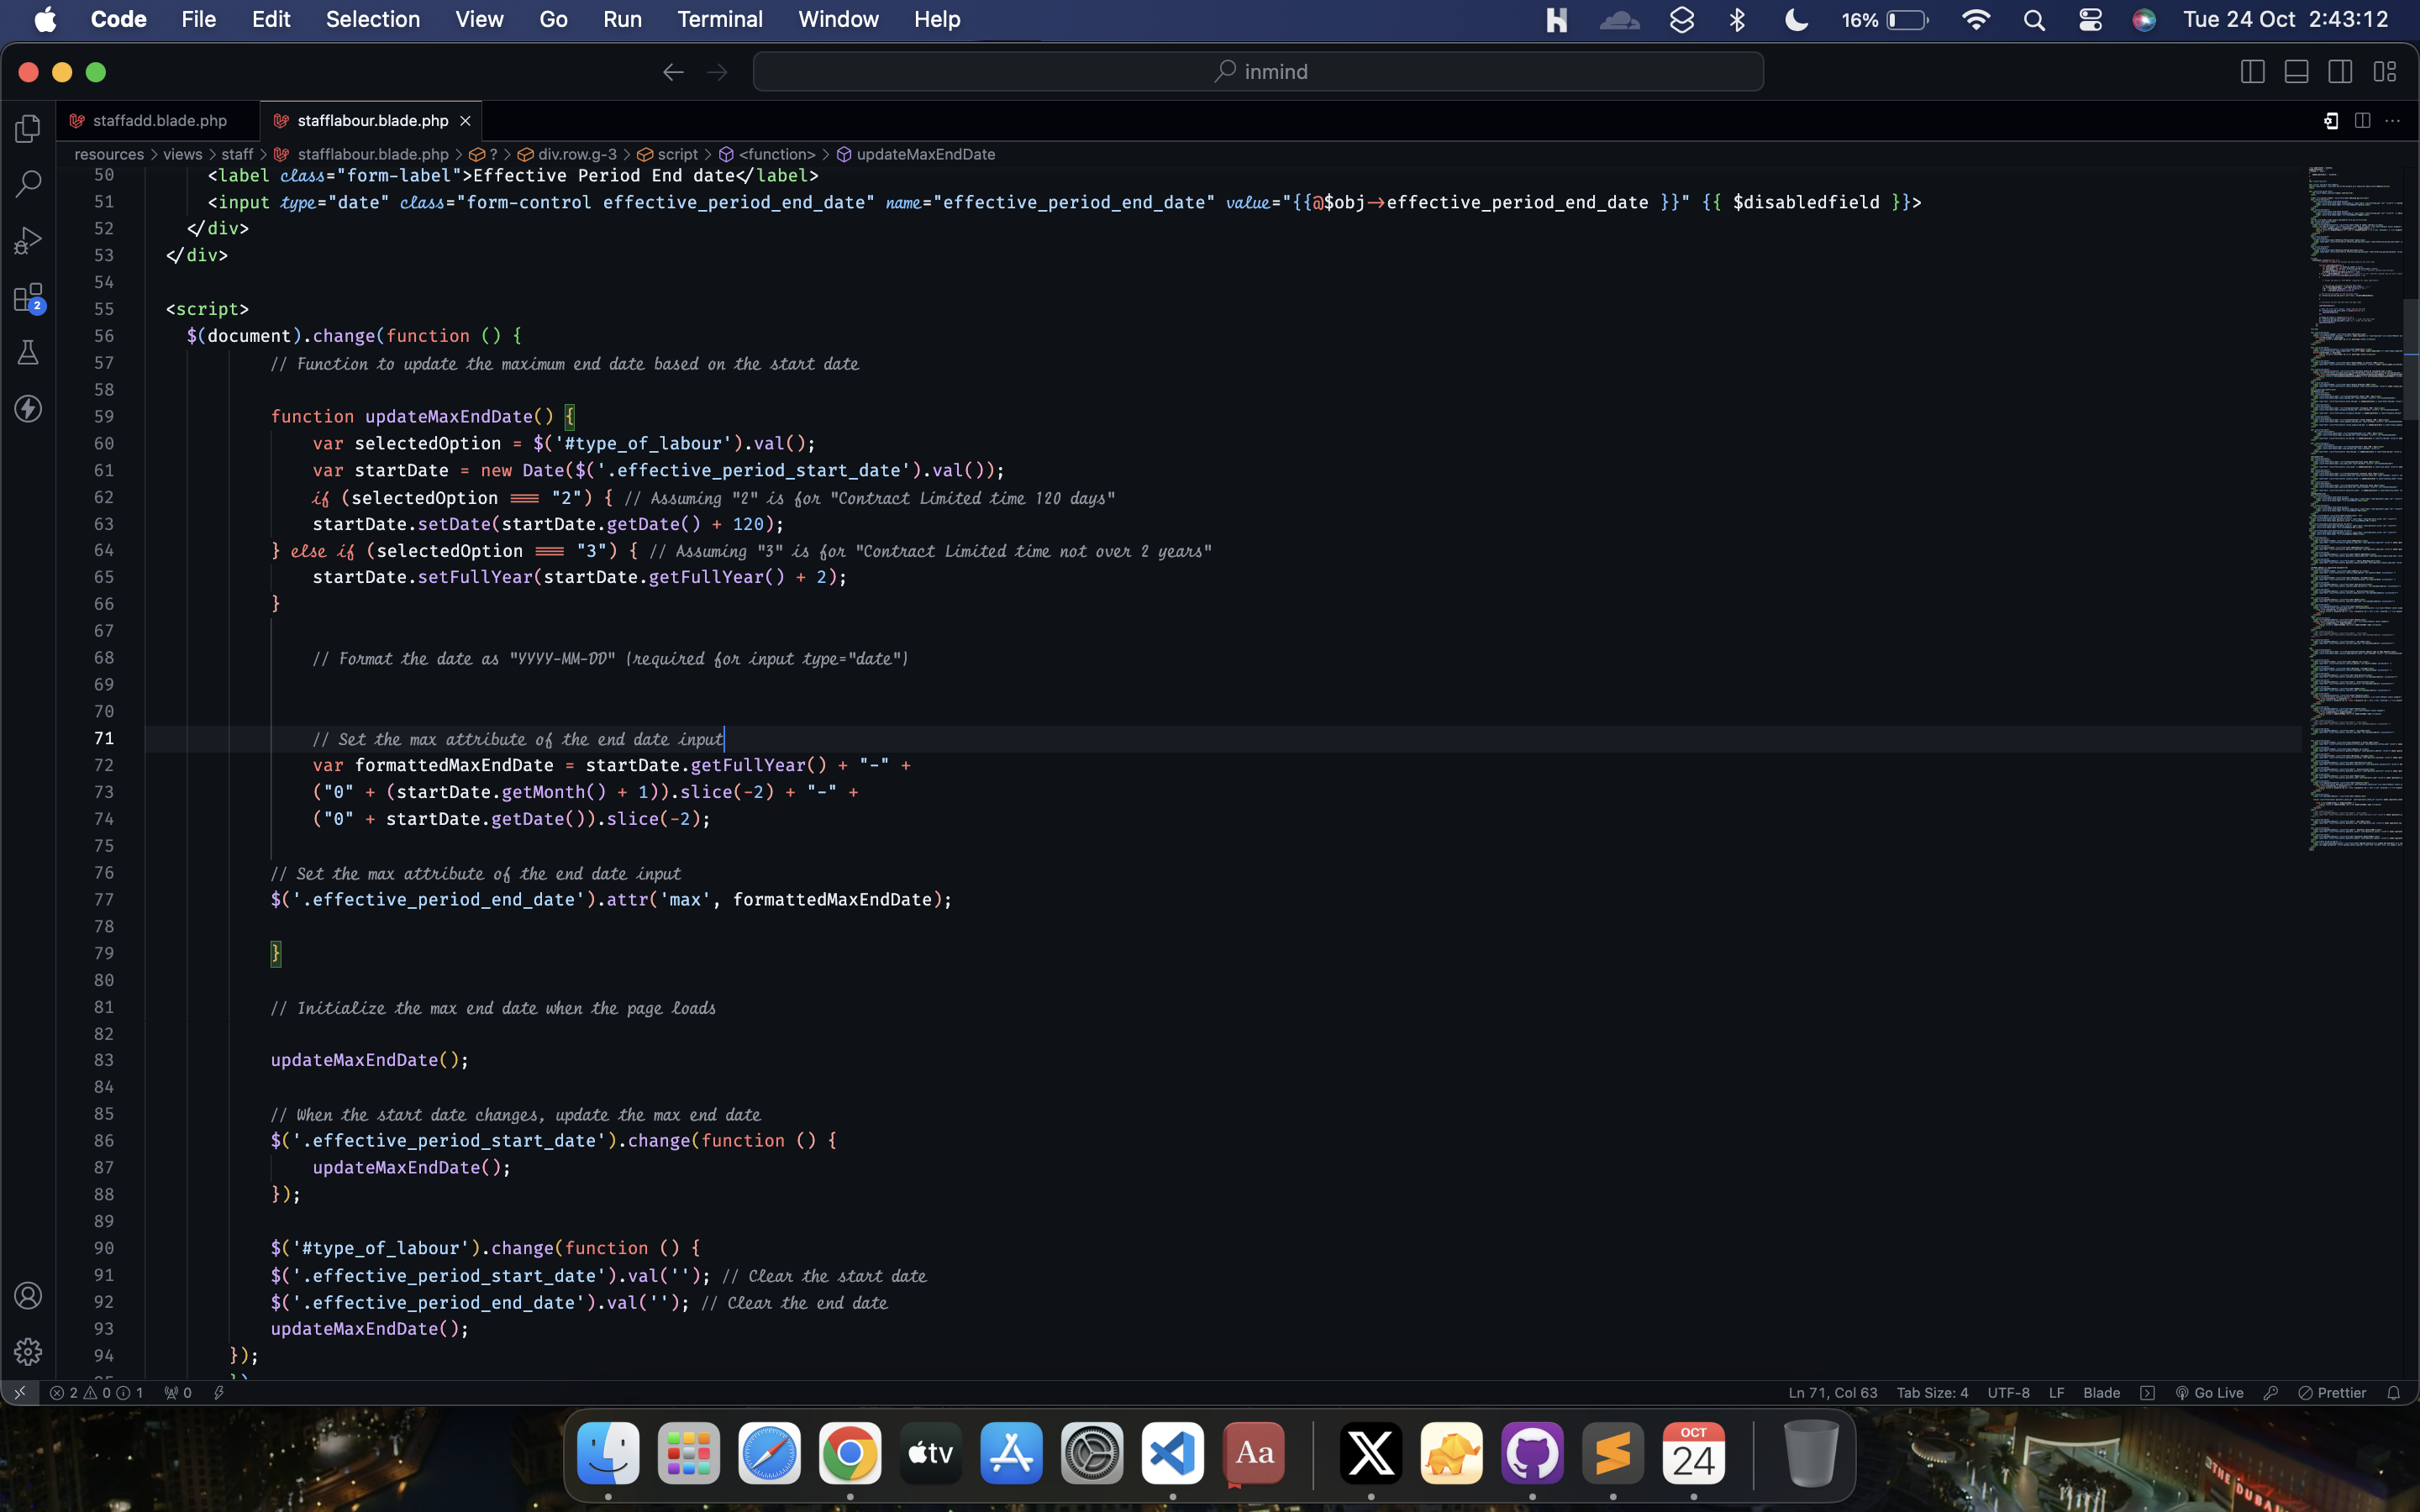 Code File Edit Selection View Go Run Terminal Window Help 16% Tue 24 Oct 2:43:12
inmind
staffadd.blade.php stafflabour.blade.php
resources > views > staff > stafflabour.blade.php > ? > div.row.g-3 > script > <function> > updateMaxEndDate
50 <label class="form-label">Effective Period End date</label>
51 <input type="date" class="form-control effective_period_end_date" name="effective_period_end_date" value="{{@$obj->effective_period_end_date }}" {{ $disabledfield }}>
52 </div>
53 </div>
54
55 <script>
56 $(document).change(function () {
57 // Function to update the maximum end date based on the start date
58
59 function updateMaxEndDate() {
60 var selectedOption = $('#type_of_labour').val();
61 var startDate = new Date($('.effective_period_start_date').val());
62 if (selectedOption === "2") { // Assuming "2" is for "Contract Limited time 120 days"
63 startDate.setDate(startDate.getDate() + 120);
64 } else if (selectedOption === "3") { // Assuming "3" is for "Contract Limited time not over 2 years"
65 startDate.setFullYear(startDate.getFullYear() + 2);
66 }
67
68 // Format the date as "YYYY-MM-DD" (required for input type="date")
69
70
71 // Set the max attribute of the end date input
72 var formattedMaxEndDate = startDate.getFullYear() + "-" +
73 ("0" + (startDate.getMonth() + 1)).slice(-2) + "-" +
74 ("0" + startDate.getDate()).slice(-2);
75
76 // Set the max attribute of the end date input
77 $('.effective_period_end_date').attr('max', formattedMaxEndDate);
78
79 }
80
81 // Initialize the max end date when the page loads
82
83 updateMaxEndDate();
84
85 // When the start date changes, update the max end date
86 $('.effective_period_start_date').change(function () {
87 updateMaxEndDate();
88 });
89
90 $('#type_of_labour').change(function () {
91 $('.effective_period_start_date').val(''); // Clear the start date
92 $('.effective_period_end_date').val(''); // Clear the end date
93 updateMaxEndDate();
94 });
2
2 0 1 0 Ln 71, Col 63 Tab Size: 4 UTF-8 LF Blade Go Live Prettier
tv Aa OCT
24
THE DUBAI